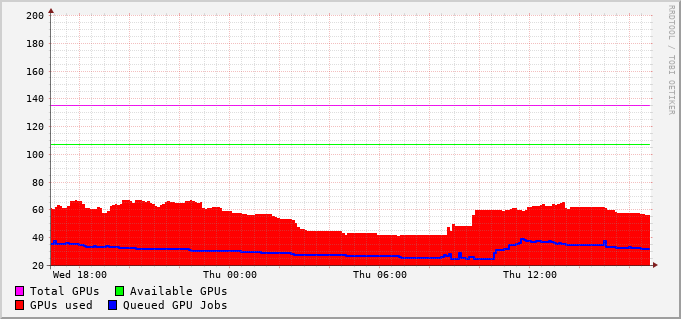 RRDTOOL / TOBI OETIKER
200
180
160
140
120
100
80
60
40
20
Wed 18:00 Thu 00:00 Thu 06:00 Thu 12:00
Total GPUs Available GPUs
GPUs used Queued GPU Jobs